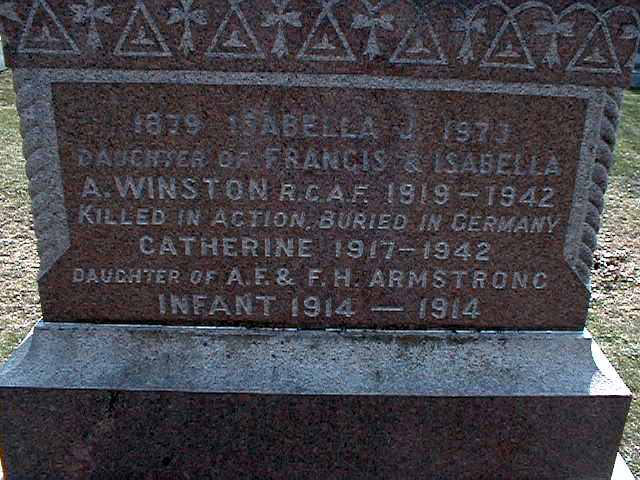 1879 ISABELLA J. 1973
DAUGHTER OF FRANCIS & ISABELLA
A. WINSTON R.C.A.F. 1919 - 1942
KILLED IN ACTION, BURIED IN GERMANY
CATHERINE 1917 - 1942
DAUGHTER OF A.F. & F.H. ARMSTRONG
INFANT 1914 - 1914